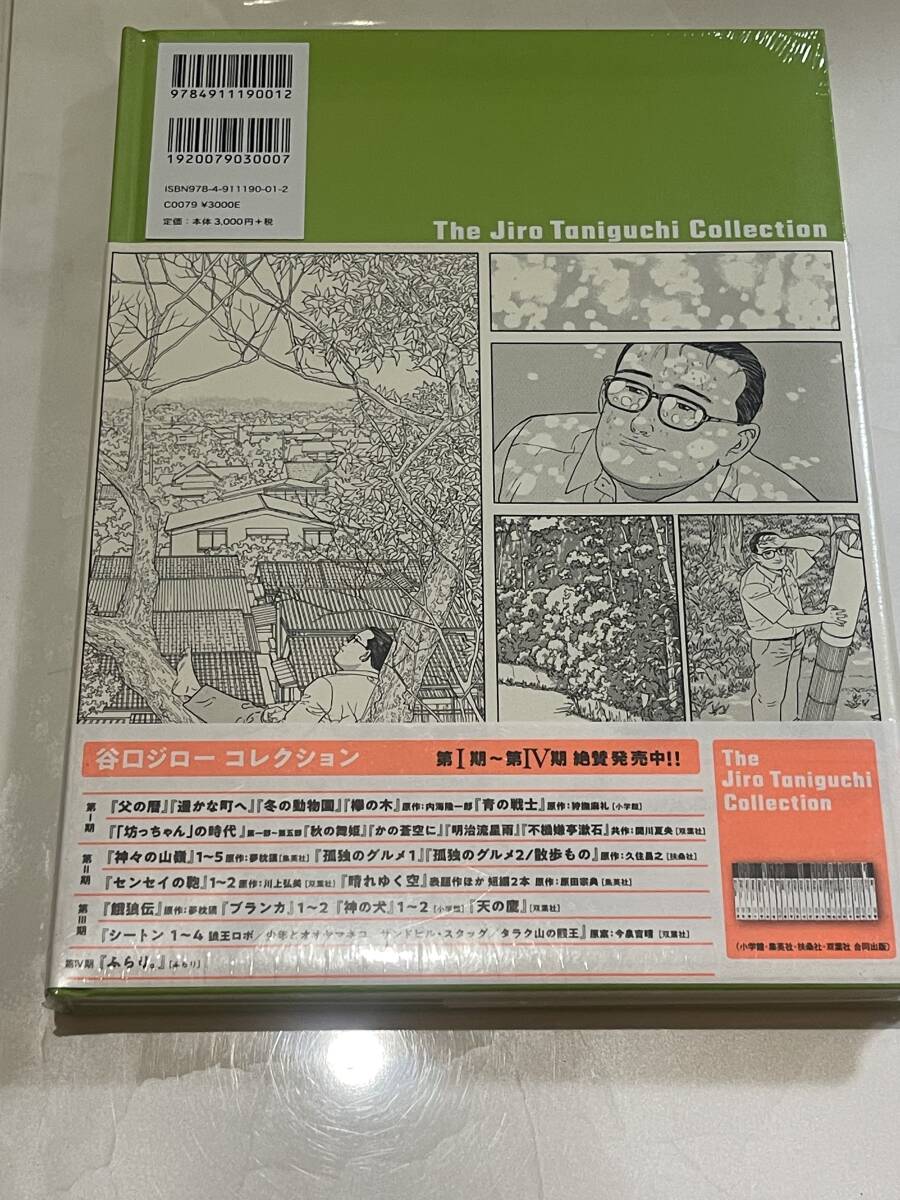 9784911190012
1920079030007
ISBN978-4-911190-01-2
C0079 ¥3000E
定価：本体3,000円+税
The Jiro Taniguchi Collection
谷口ジロー コレクション
第Ⅰ期〜第Ⅳ期 絶賛発売中!!
第Ⅰ期
『父の暦』『遥かな町へ』『冬の動物園』『欅の木』原作：内海隆一郎『青の戦士』原作：狩撫麻礼［小学館］
『「坊っちゃん」の時代』第一部〜第五部『秋の舞姫』『かの蒼空に』『明治流星雨』『不機嫌亭漱石』共作：関川夏央［双葉社］
第Ⅱ期
『神々の山嶺』1〜5 原作：夢枕獏［集英社］『孤独のグルメ1』『孤独のグルメ2/散歩もの』原作：久住昌之［扶桑社］
『センセイの鞄』1〜2 原作：川上弘美［双葉社］『晴れゆく空』表題作ほか 短編2本 原作：原田宗典［集英社］
第Ⅲ期
『餓狼伝』原作：夢枕獏『ブランカ』1〜2『神の犬』1〜2［小学館］『天の鷹』［双葉社］
『シートン 1〜4 狼王ロボ/少年とオオヤマネコ/サンドヒル・スタッグ/タラク山の熊王』原案：今泉吉晴［双葉社］
第Ⅳ期『ふらり。』［ふらり］
The
Jiro Taniguchi
Collection
（小学館・集英社・扶桑社・双葉社 合同出版）